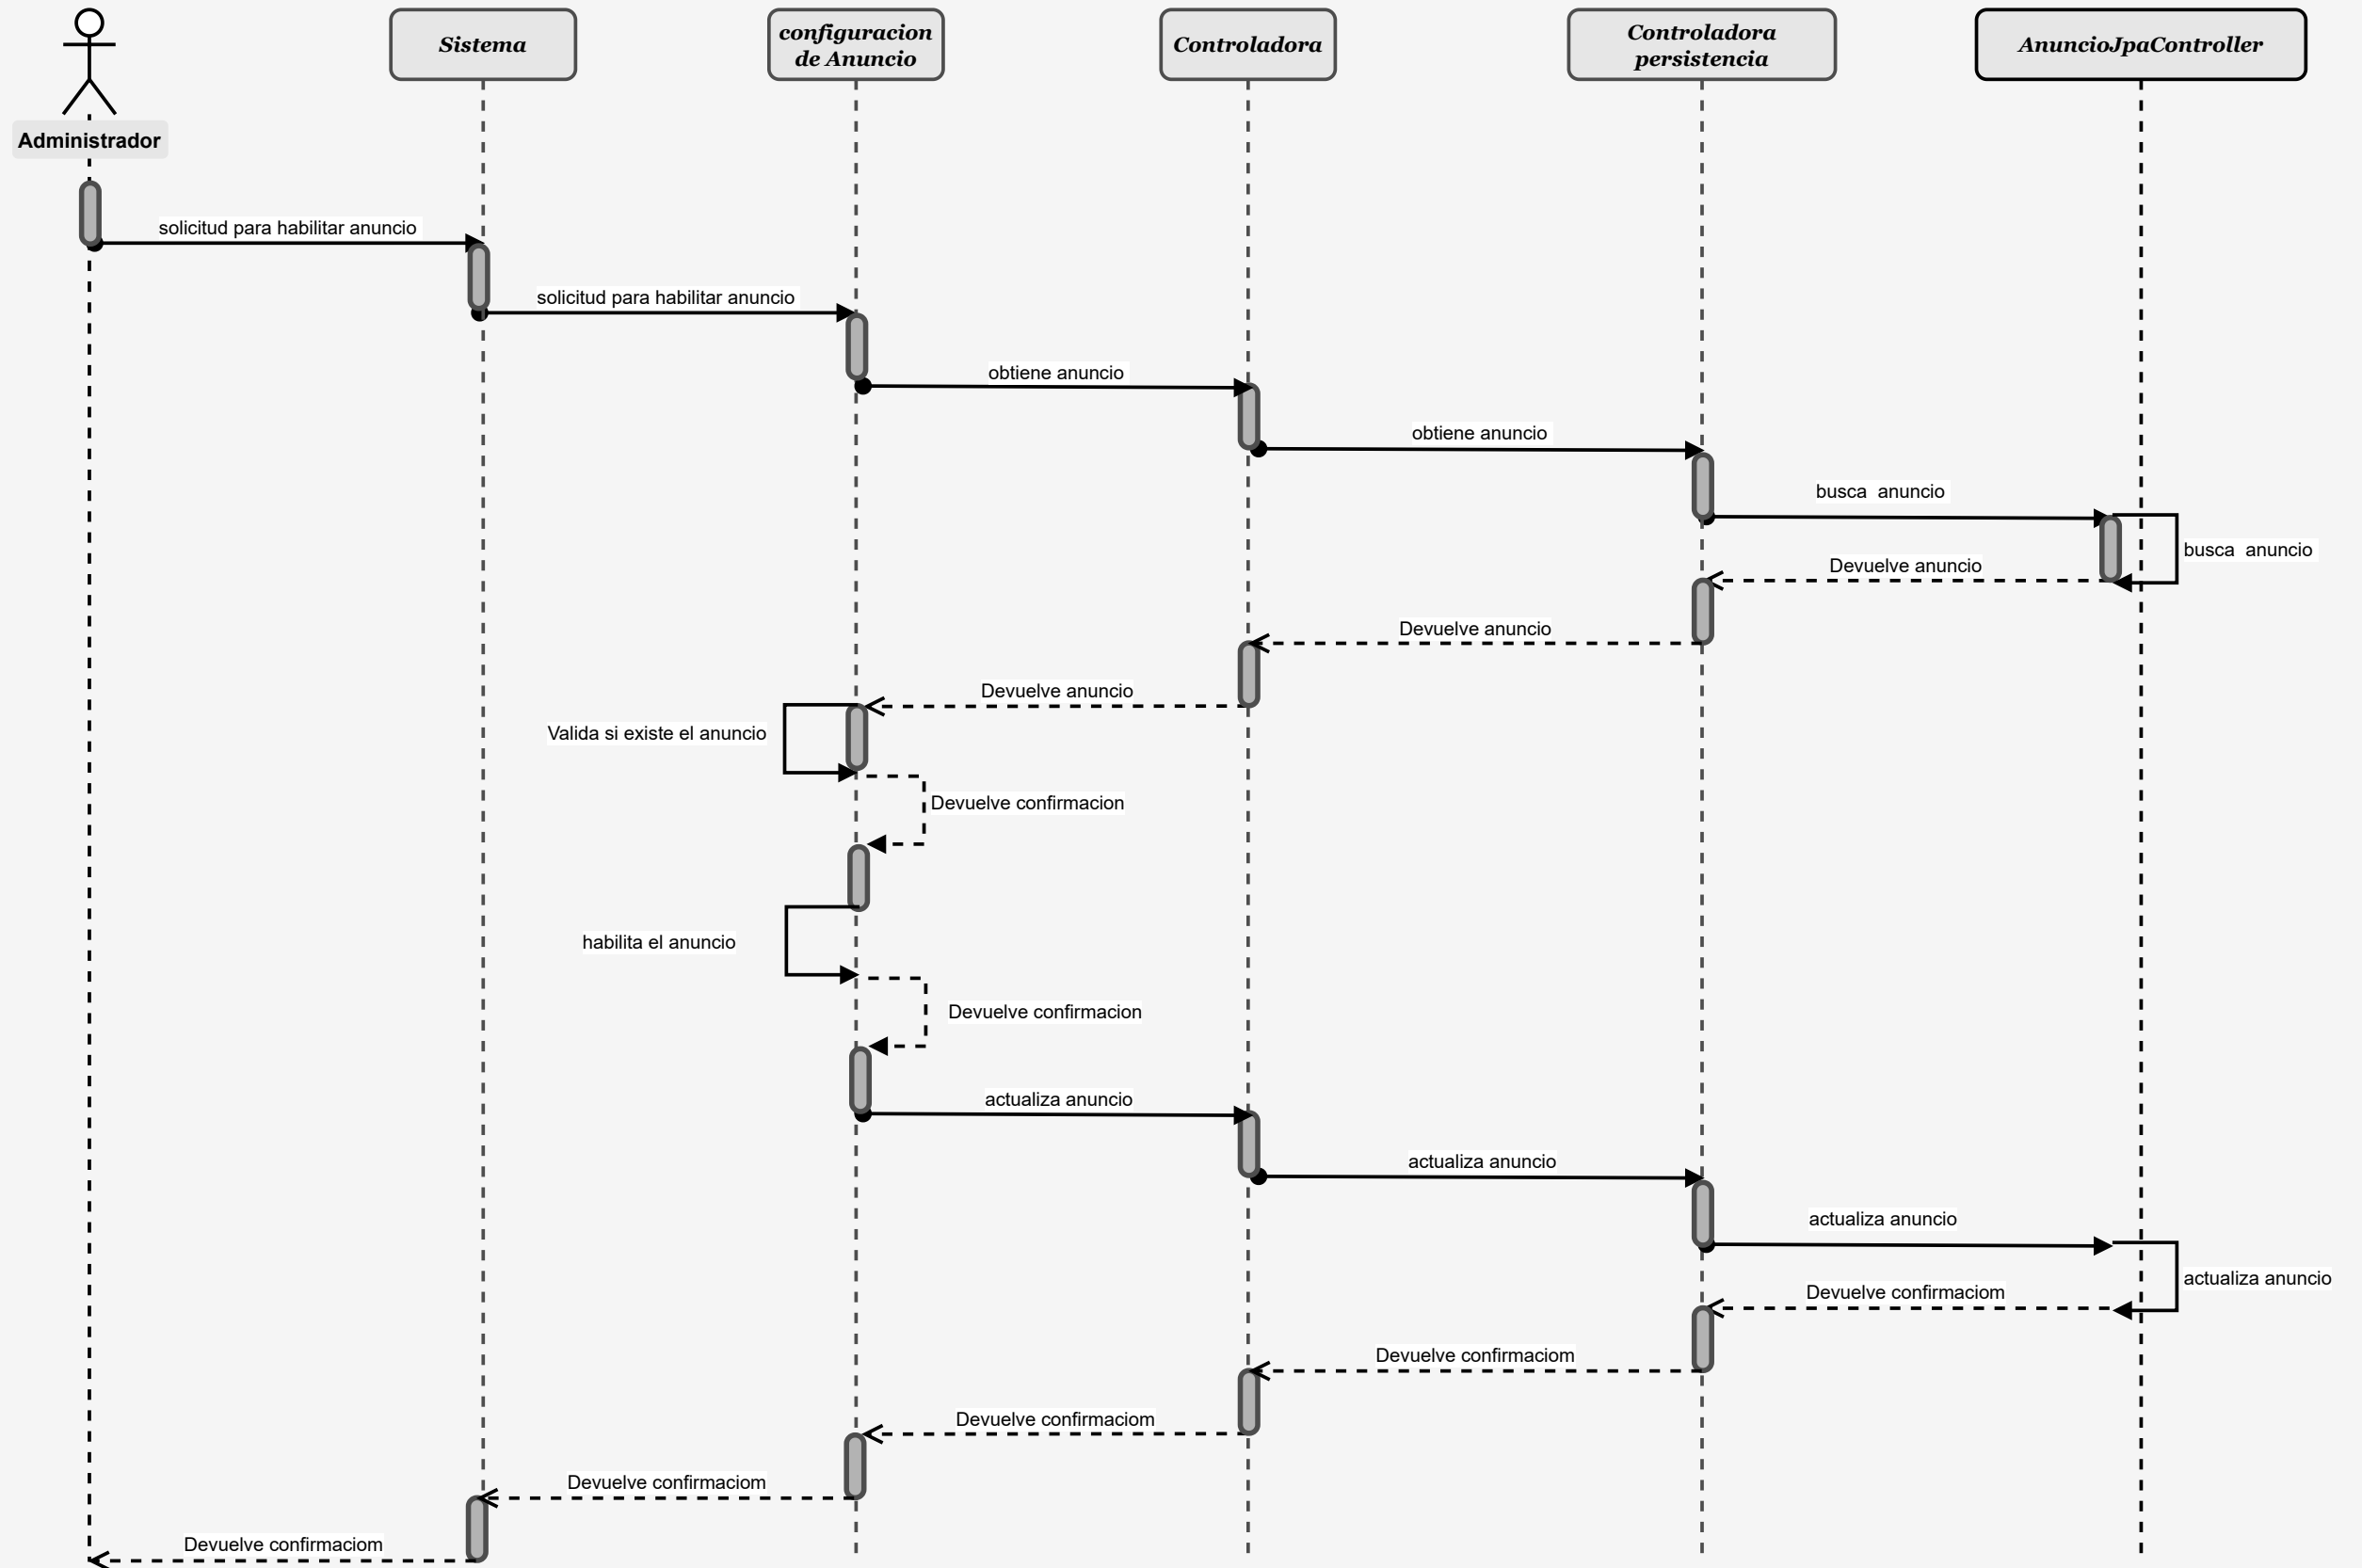 Sistema
configuracion
de Anuncio
Controladora
Controladora
persistencia
AnuncioJpaController
Administrador
solicitud para habilitar anuncio
solicitud para habilitar anuncio
obtiene anuncio
obtiene anuncio
busca  anuncio
busca  anuncio
Devuelve anuncio
Devuelve anuncio
Devuelve anuncio
Valida si existe el anuncio
Devuelve confirmacion
habilita el anuncio
Devuelve confirmacion
actualiza anuncio
actualiza anuncio
actualiza anuncio
actualiza anuncio
Devuelve confirmaciom
Devuelve confirmaciom
Devuelve confirmaciom
Devuelve confirmaciom
Devuelve confirmaciom